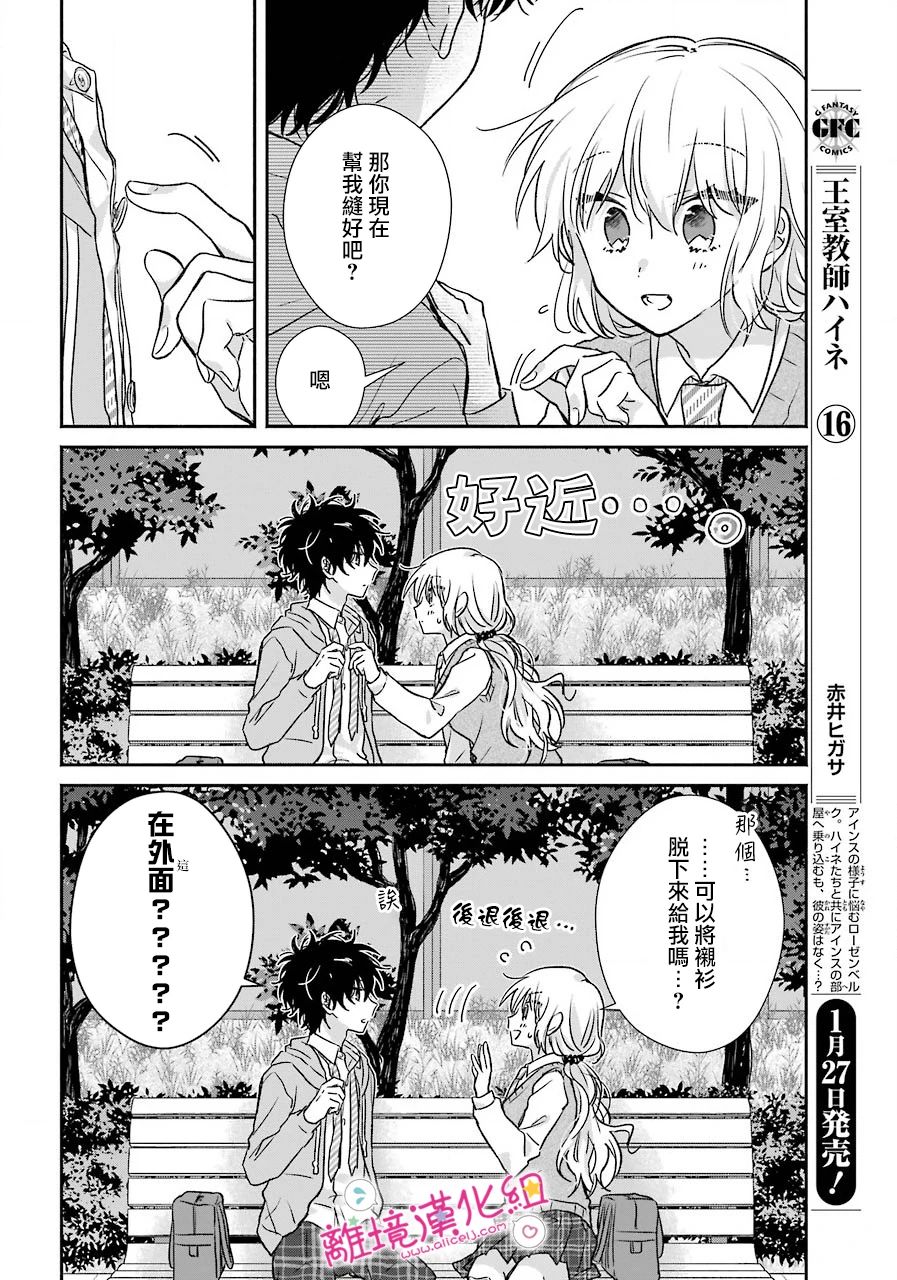 那你現在
幫我縫好吧？
嗯
好近…
那個…
……可以將襯衫
脫下來給我嗎…？
後退後退…
誒
在外面？？？？？
這
離境漢化組
www.alicelj.com
G FANTASY
GFC
COMICS
王室教師ハイネ ⑯
赤井ヒガサ
アインスの様子に悩むローゼンベル
ク。ハイネたちと共にアインスの部
屋へ乗り込むも、彼の姿はなく…？
1月27日発売！